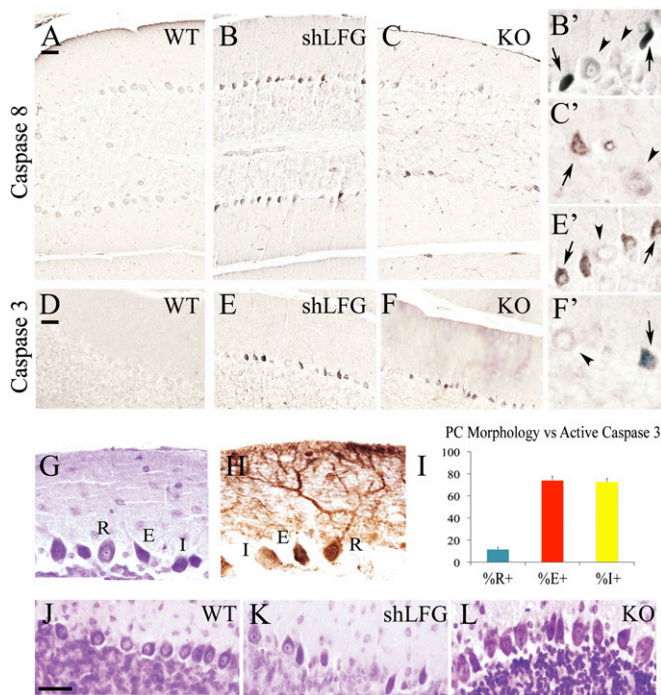 A WT B shLFG C KO B’
Caspase 8
C’
E’
D WT E shLFG F KO F’
Caspase 3
PC Morphology vs Active Caspase 3
G R E I
H I E R
I
100
80
60
40
20
0
%R+ %E+ %I+
J WT K shLFG L KO